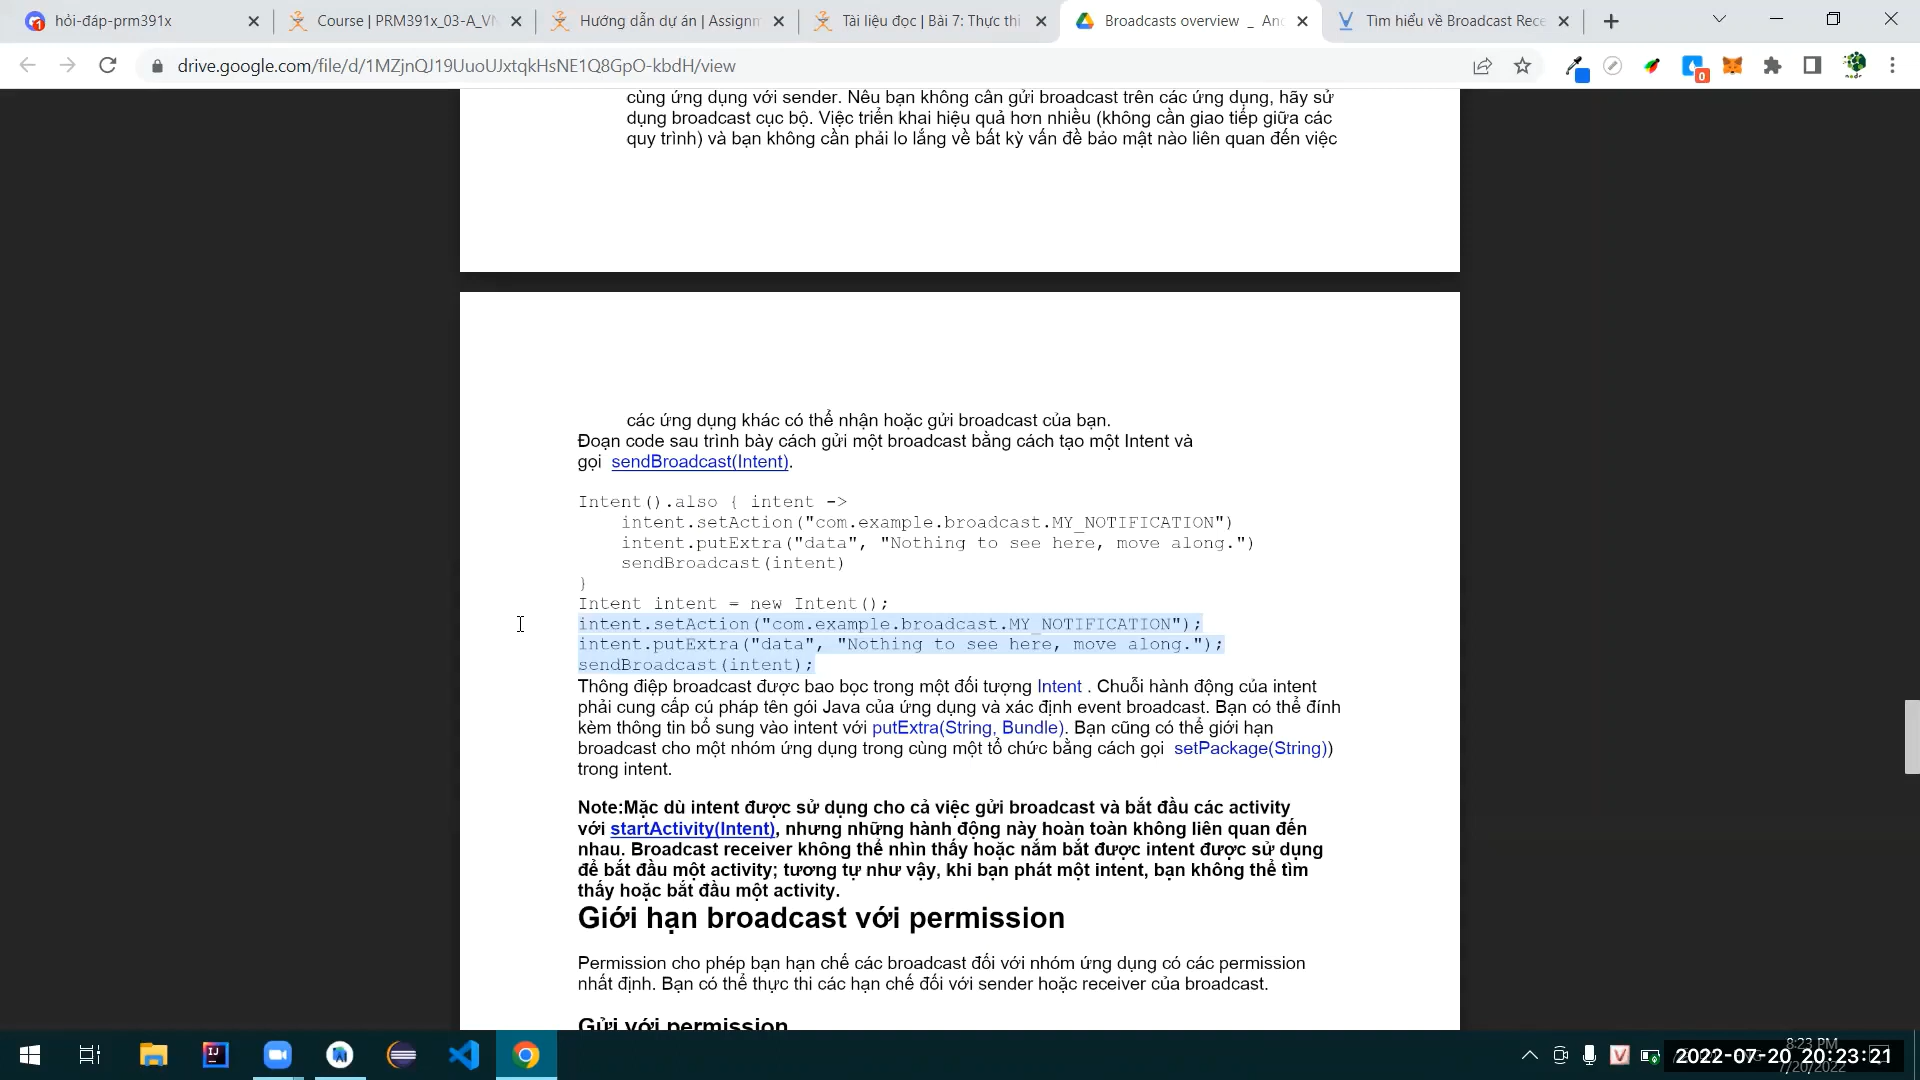 hỏi-đáp-prm391x
Course | PRM391x_03-A_VN
Hướng dẫn dự án | Assignm
Tài liệu đọc | Bài 7: Thực thi
Broadcasts overview _ And
Tìm hiểu về Broadcast Rece
drive.google.com/file/d/1MZjnQJ19UuoUJxtqkHsNE1Q8GpO-kbdH/view
0
cùng ứng dụng với sender. Nếu bạn không cần gửi broadcast trên các ứng dụng, hãy sử
dụng broadcast cục bộ. Việc triển khai hiệu quả hơn nhiều (không cần giao tiếp giữa các
quy trình) và bạn không cần phải lo lắng về bất kỳ vấn đề bảo mật nào liên quan đến việc
các ứng dụng khác có thể nhận hoặc gửi broadcast của bạn.
Đoạn code sau trình bày cách gửi một broadcast bằng cách tạo một Intent và
gọi sendBroadcast(Intent).
Intent().also { intent ->
intent.setAction("com.example.broadcast.MY_NOTIFICATION")
intent.putExtra("data", "Nothing to see here, move along.")
sendBroadcast(intent)
}
Intent intent = new Intent();
intent.setAction("com.example.broadcast.MY_NOTIFICATION");
intent.putExtra("data", "Nothing to see here, move along.");
sendBroadcast(intent);
Thông điệp broadcast được bao bọc trong một đối tượng Intent . Chuỗi hành động của intent
phải cung cấp cú pháp tên gói Java của ứng dụng và xác định event broadcast. Bạn có thể đính
kèm thông tin bổ sung vào intent với putExtra(String, Bundle). Bạn cũng có thể giới hạn
broadcast cho một nhóm ứng dụng trong cùng một tổ chức bằng cách gọi setPackage(String))
trong intent.
Note:Mặc dù intent được sử dụng cho cả việc gửi broadcast và bắt đầu các activity
với startActivity(Intent), nhưng những hành động này hoàn toàn không liên quan đến
nhau. Broadcast receiver không thể nhìn thấy hoặc nắm bắt được intent được sử dụng
để bắt đầu một activity; tương tự như vậy, khi bạn phát một intent, bạn không thể tìm
thấy hoặc bắt đầu một activity.
Giới hạn broadcast với permission
Permission cho phép bạn hạn chế các broadcast đối với nhóm ứng dụng có các permission
nhất định. Bạn có thể thực thi các hạn chế đối với sender hoặc receiver của broadcast.
Gửi với permission
8:23 PM
2022-07-20 20:23:21
7/20/2022